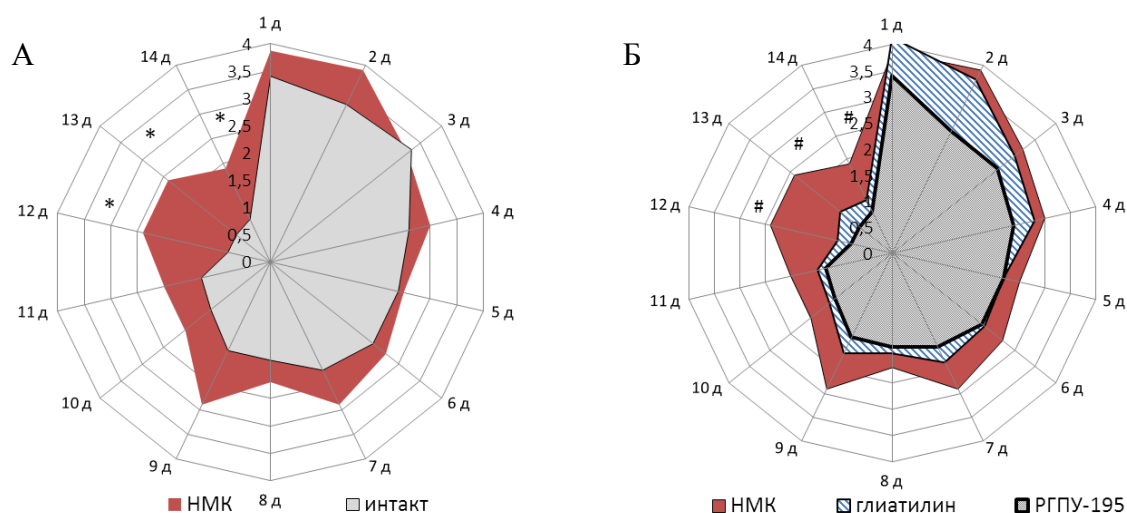 А
1 д
2 д
3 д
4 д
5 д
6 д
7 д
8 д
9 д
10 д
11 д
12 д
13 д
14 д
4
3,5
3
2,5
2
1,5
1
0,5
0
*
*
*
НМК
интакт
Б
1 д
2 д
3 д
4 д
5 д
6 д
7 д
8 д
9 д
10 д
11 д
12 д
13 д
14 д
4
3,5
3
2,5
2
1,5
1
0,5
0
#
#
#
НМК
глиатилин
РГПУ-195